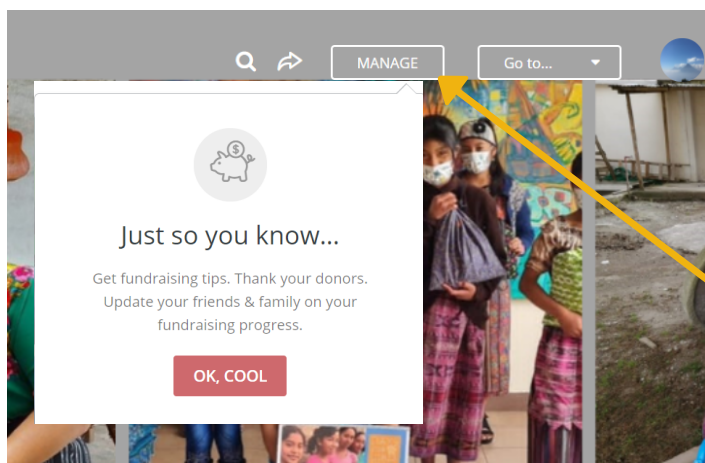 MANAGE
Go to...
$
Just so you know...
Get fundraising tips. Thank your donors.
Update your friends & family on your
fundraising progress.
OK, COOL